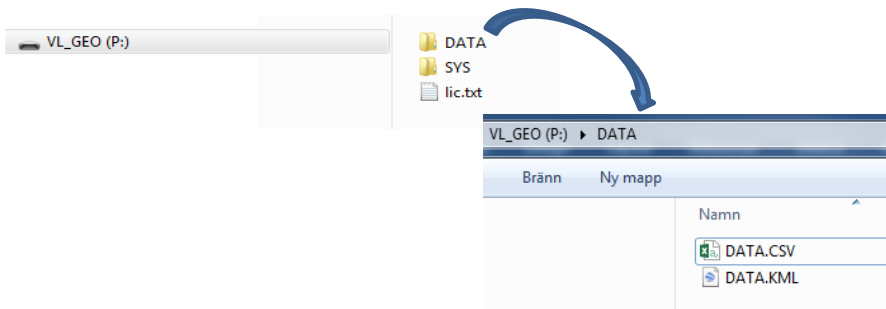 VL_GEO (P:)
DATA
SYS
lic.txt
VL_GEO (P:) ▸ DATA
Bränn Ny mapp
Namn
DATA.CSV
DATA.KML